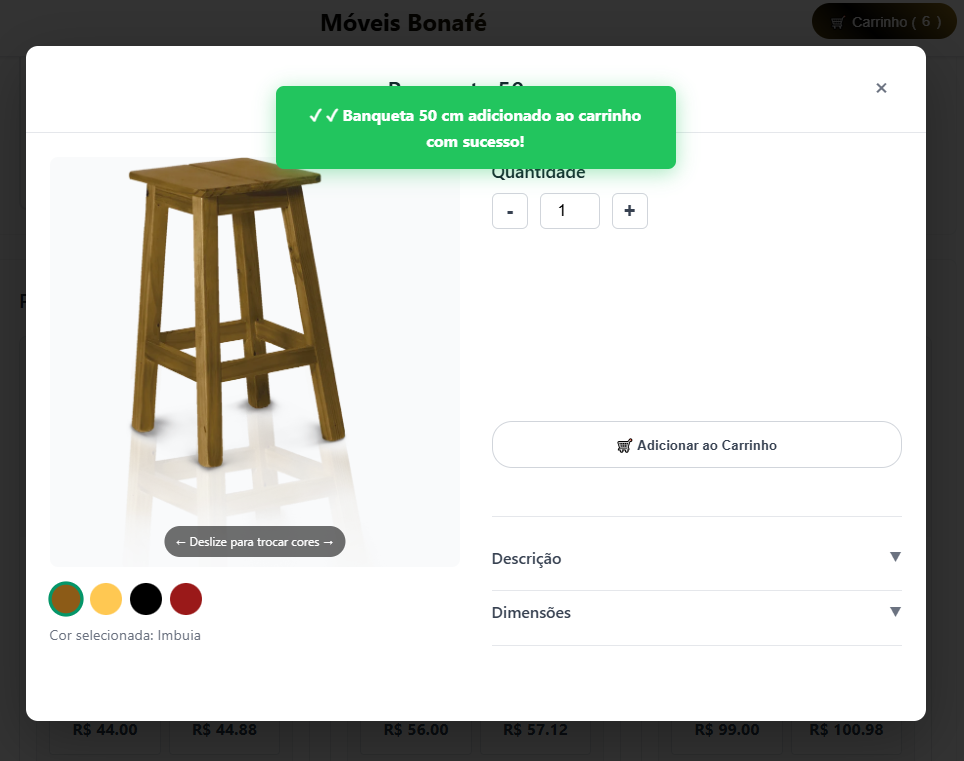 Móveis Bonafé
🛒 Carrinho ( 6 )
×
✓✓ Banqueta 50 cm adicionado ao carrinho
com sucesso!
Quantidade
- 1 +
🛒 Adicionar ao Carrinho
← Deslize para trocar cores →
Descrição ▼
Dimensões ▼
Cor selecionada: Imbuia
R$ 44.00 R$ 44.88 R$ 56.00 R$ 57.12 R$ 99.00 R$ 100.98